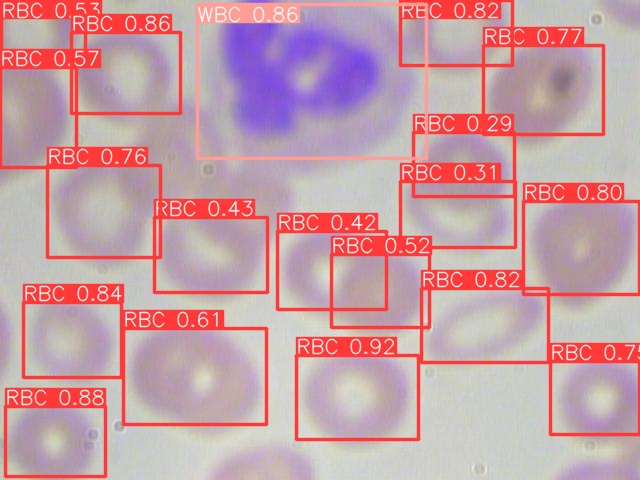 RBC 0.53
RBC 0.86
WBC 0.86
RBC 0.82
RBC 0.77
RBC 0.57
RBC 0.29
RBC 0.76
RBC 0.31
RBC 0.80
RBC 0.43
RBC 0.42
RBC 0.52
RBC 0.82
RBC 0.84
RBC 0.61
RBC 0.92
RBC 0.75
RBC 0.88